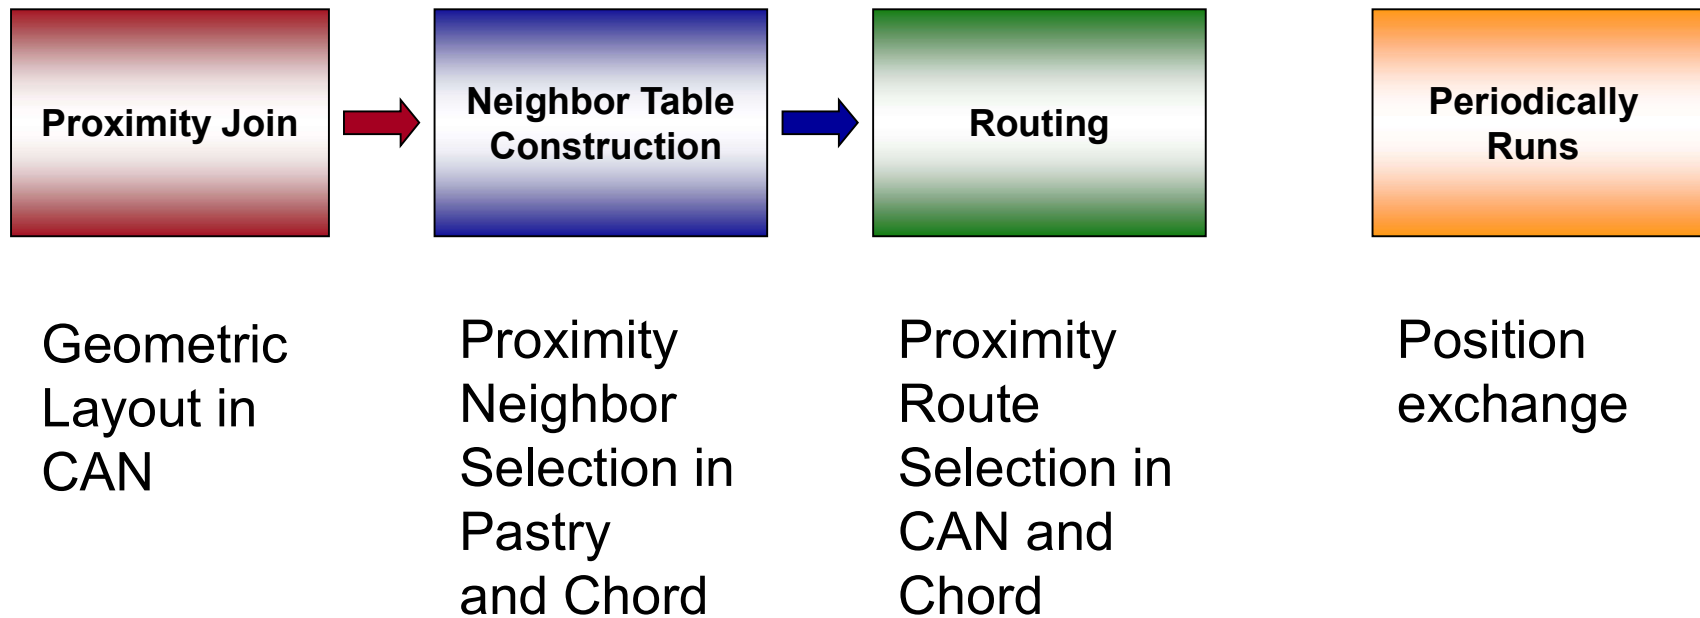 Proximity Join
Neighbor Table
Construction
Routing
Periodically
Runs
Geometric
Layout in
CAN
Proximity
Neighbor
Selection in
Pastry
and Chord
Proximity
Route
Selection in
CAN and
Chord
Position
exchange